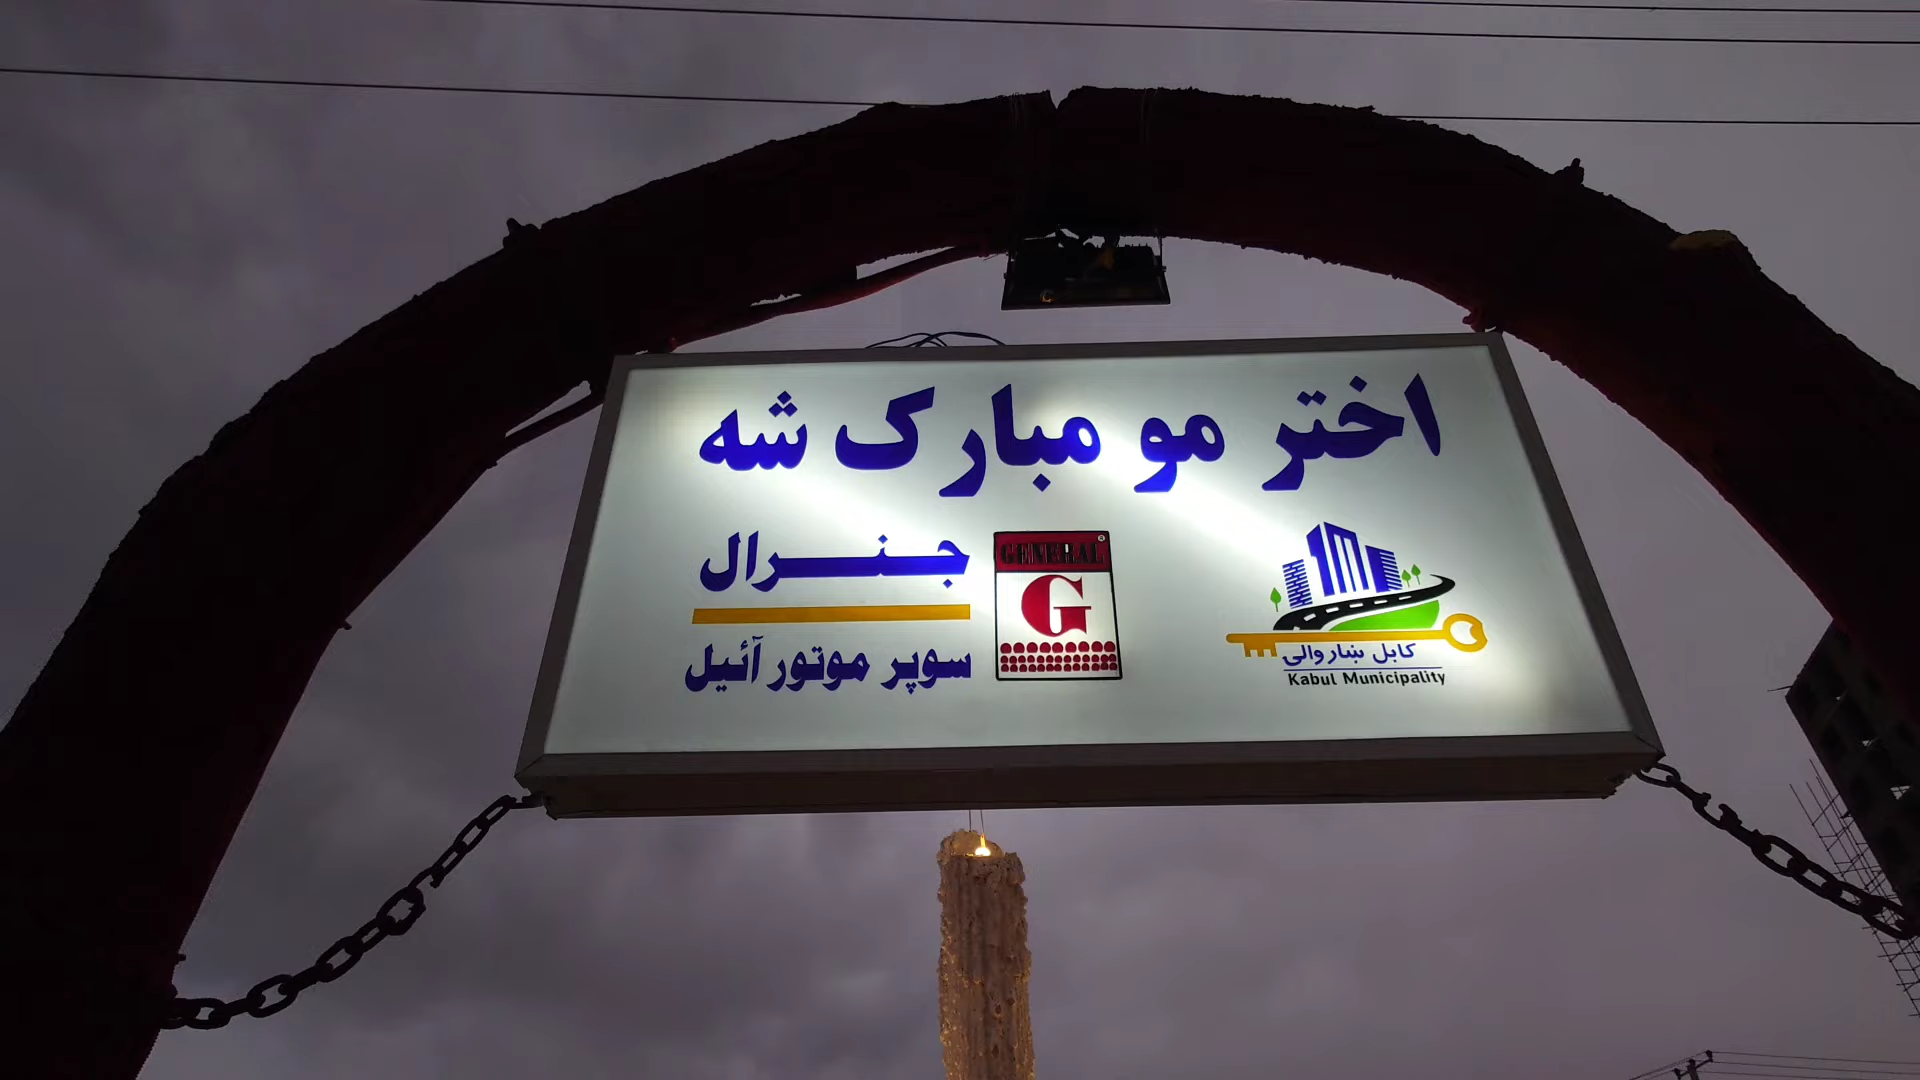 اختر مو مبارک شه
کابل ښاروالی
Kabul Municipality
GENERAL
G
جنرال
سوپر موتور آئیل